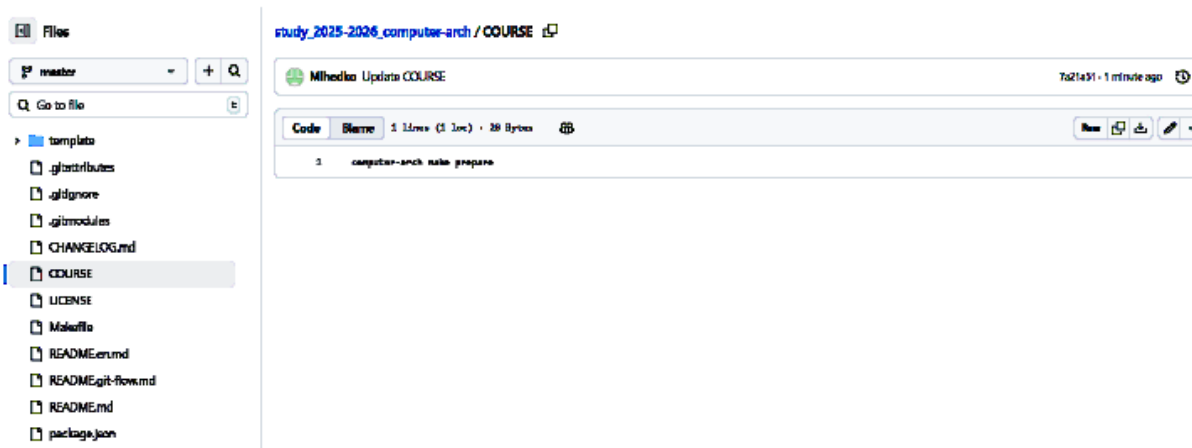 Files
master
Go to file
t
template
.gitattributes
.gitignore
.gitmodules
CHANGELOG.md
COURSE
LICENSE
Makefile
README.en.md
README.git-flow.md
README.md
package.json
study_2025-2026_computer-arch / COURSE
Mihedko Update COURSE
1 minute ago
Code Blame 1 lines (1 loc) · 28 Bytes
Raw
1 computer-arch make prepare